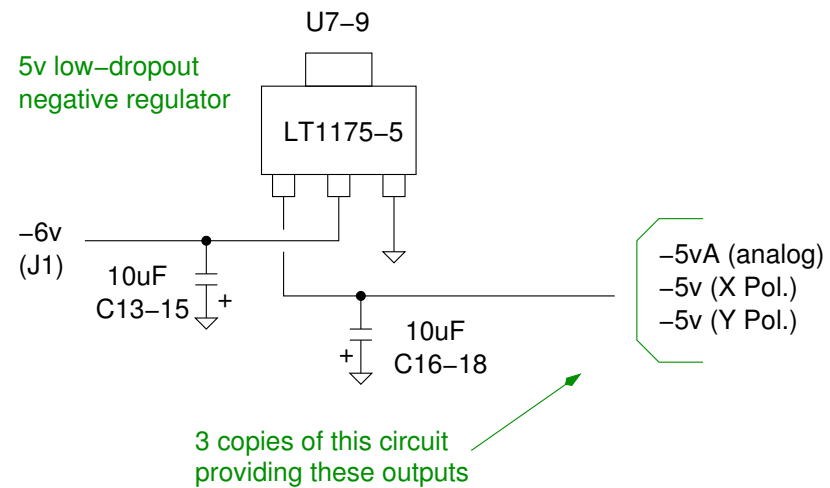 U7−9
5v low−dropout
negative regulator
LT1175−5
−6v
(J1)
10uF
C13−15
+
10uF
+
C16−18
−5vA (analog)
−5v (X Pol.)
−5v (Y Pol.)
3 copies of this circuit
providing these outputs